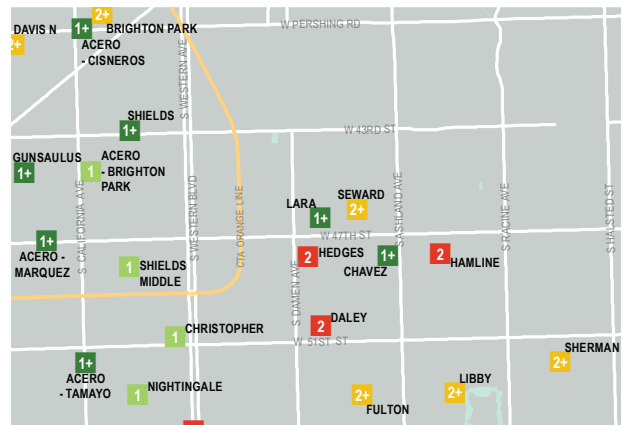 DAVIS N
2+
2+
BRIGHTON PARK
1+
ACERO
- CISNEROS
W PERSHING RD
S WESTERN AVE
SHIELDS
1+
W 43RD ST
GUNSAULUS
1+
ACERO
- BRIGHTON
PARK
1
S CALIFORNIA AVE
S WESTERN BLVD
CTA ORANGE LINE
LARA
1+
SEWARD
2+
S ASHLAND AVE
S RACINE AVE
S HALSTED ST
W 47TH ST
1+
ACERO -
MARQUEZ
1
SHIELDS
MIDDLE
2
HEDGES
CHAVEZ
1+
2
HAMLINE
S DAMEN AVE
CHRISTOPHER
1
2
DALEY
W 51ST ST
SHERMAN
2+
1+
ACERO
- TAMAYO
1
NIGHTINGALE
2+
FULTON
LIBBY
2+